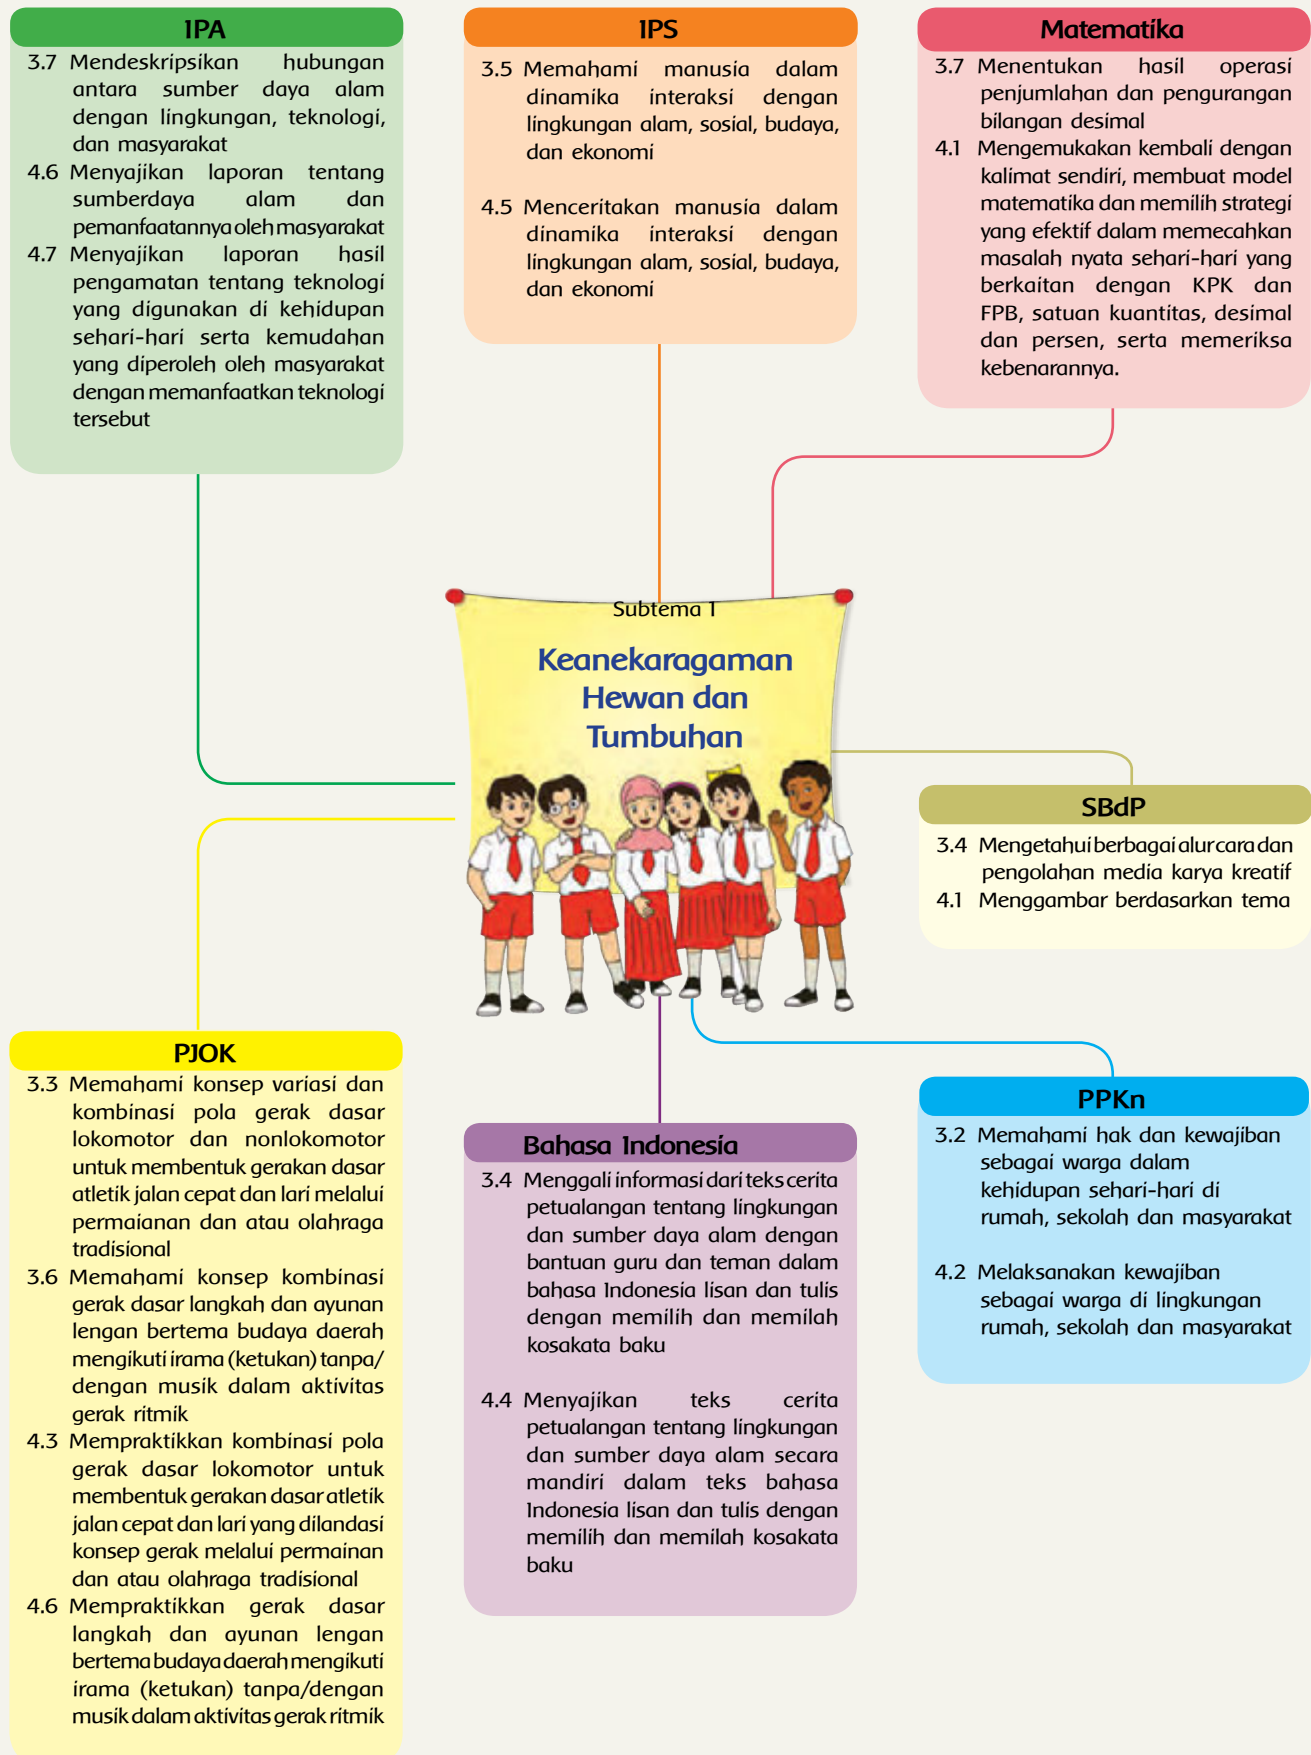 IPA
3.7 Mendeskripsikan hubungan
antara sumber daya alam
dengan lingkungan, teknologi,
dan masyarakat
4.6 Menyajikan laporan tentang
sumberdaya alam dan
pemanfaatannya oleh masyarakat
4.7 Menyajikan laporan hasil
pengamatan tentang teknologi
yang digunakan di kehidupan
sehari-hari serta kemudahan
yang diperoleh oleh masyarakat
dengan memanfaatkan teknologi
tersebut
IPS
3.5 Memahami manusia dalam
dinamika interaksi dengan
lingkungan alam, sosial, budaya,
dan ekonomi
4.5 Menceritakan manusia dalam
dinamika interaksi dengan
lingkungan alam, sosial, budaya,
dan ekonomi
Matematika
3.7 Menentukan hasil operasi
penjumlahan dan pengurangan
bilangan desimal
4.1 Mengemukakan kembali dengan
kalimat sendiri, membuat model
matematika dan memilih strategi
yang efektif dalam memecahkan
masalah nyata sehari-hari yang
berkaitan dengan KPK dan
FPB, satuan kuantitas, desimal
dan persen, serta memeriksa
kebenarannya.
Subtema 1
Keanekaragaman
Hewan dan
Tumbuhan
SBdP
3.4 Mengetahui berbagai alur cara dan
pengolahan media karya kreatif
4.1 Menggambar berdasarkan tema
PJOK
3.3 Memahami konsep variasi dan
kombinasi pola gerak dasar
lokomotor dan nonlokomotor
untuk membentuk gerakan dasar
atletik jalan cepat dan lari melalui
permaianan dan atau olahraga
tradisional
3.6 Memahami konsep kombinasi
gerak dasar langkah dan ayunan
lengan bertema budaya daerah
mengikuti irama (ketukan) tanpa/
dengan musik dalam aktivitas
gerak ritmik
4.3 Mempraktikkan kombinasi pola
gerak dasar lokomotor untuk
membentuk gerakan dasar atletik
jalan cepat dan lari yang dilandasi
konsep gerak melalui permainan
dan atau olahraga tradisional
4.6 Mempraktikkan gerak dasar
langkah dan ayunan lengan
bertema budaya daerah mengikuti
irama (ketukan) tanpa/dengan
musik dalam aktivitas gerak ritmik
Bahasa Indonesia
3.4 Menggali informasi dari teks cerita
petualangan tentang lingkungan
dan sumber daya alam dengan
bantuan guru dan teman dalam
bahasa Indonesia lisan dan tulis
dengan memilih dan memilah
kosakata baku
4.4 Menyajikan teks cerita
petualangan tentang lingkungan
dan sumber daya alam secara
mandiri dalam teks bahasa
Indonesia lisan dan tulis dengan
memilih dan memilah kosakata
baku
PPKn
3.2 Memahami hak dan kewajiban
sebagai warga dalam
kehidupan sehari-hari di
rumah, sekolah dan masyarakat
4.2 Melaksanakan kewajiban
sebagai warga di lingkungan
rumah, sekolah dan masyarakat